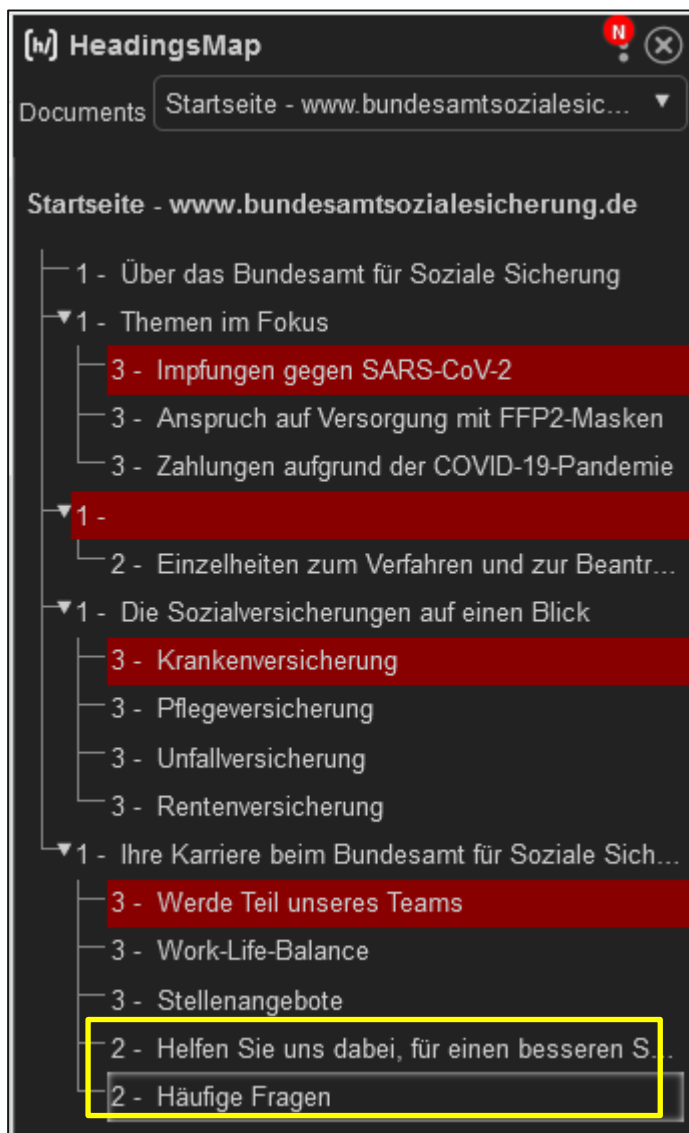 (h/) HeadingsMap
N
Documents Startseite - www.bundesamtsozialesic... ▼
Startseite - www.bundesamtsozialesicherung.de
1 - Über das Bundesamt für Soziale Sicherung
▼1 - Themen im Fokus
3 - Impfungen gegen SARS-CoV-2
3 - Anspruch auf Versorgung mit FFP2-Masken
3 - Zahlungen aufgrund der COVID-19-Pandemie
▼1 -
2 - Einzelheiten zum Verfahren und zur Beantr...
▼1 - Die Sozialversicherungen auf einen Blick
3 - Krankenversicherung
3 - Pflegeversicherung
3 - Unfallversicherung
3 - Rentenversicherung
▼1 - Ihre Karriere beim Bundesamt für Soziale Sich...
3 - Werde Teil unseres Teams
3 - Work-Life-Balance
3 - Stellenangebote
2 - Helfen Sie uns dabei, für einen besseren S...
2 - Häufige Fragen